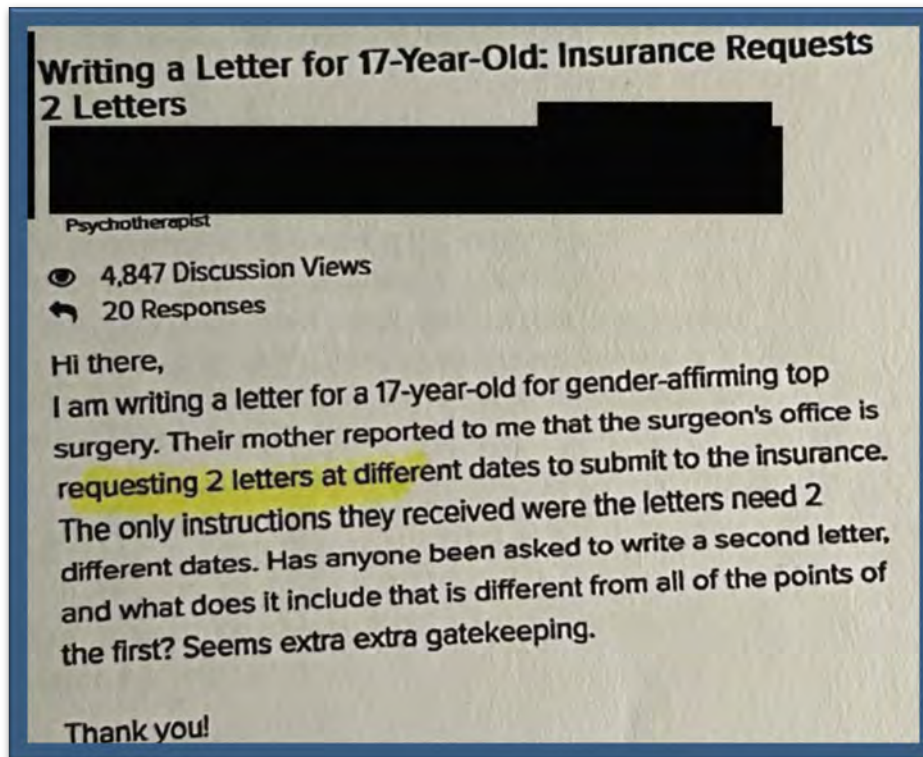 Writing a Letter for 17-Year-Old: Insurance Requests
2 Letters
Psychotherapist
4,847 Discussion Views
20 Responses
Hi there,
I am writing a letter for a 17-year-old for gender-affirming top
surgery. Their mother reported to me that the surgeon's office is
requesting 2 letters at different dates to submit to the insurance.
The only instructions they received were the letters need 2
different dates. Has anyone been asked to write a second letter,
and what does it include that is different from all of the points of
the first? Seems extra extra gatekeeping.
Thank you!